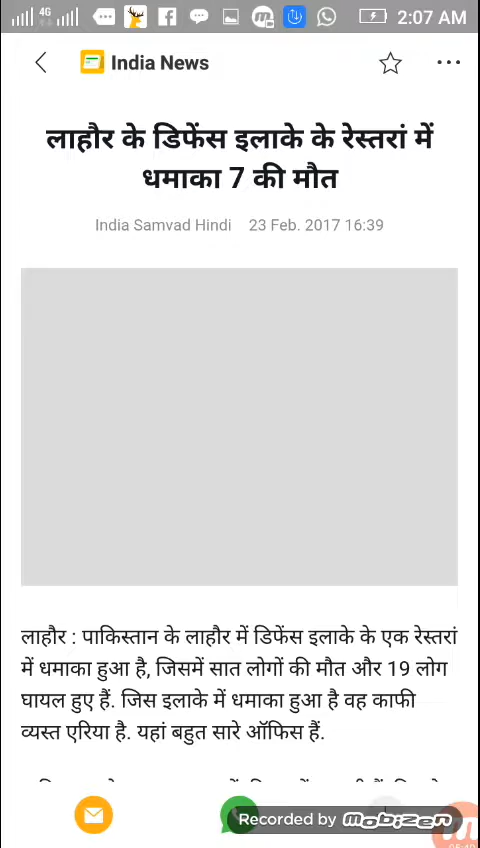 4G 2:07 AM
India News
लाहौर के डिफेंस इलाके के रेस्तरां में
धमाका 7 की मौत
India Samvad Hindi 23 Feb. 2017 16:39
लाहौर : पाकिस्तान के लाहौर में डिफेंस इलाके के एक रेस्तरां
में धमाका हुआ है, जिसमें सात लोगों की मौत और 19 लोग
घायल हुए हैं. जिस इलाके में धमाका हुआ है वह काफी
व्यस्त एरिया है. यहां बहुत सारे ऑफिस हैं.
Recorded by mobizen